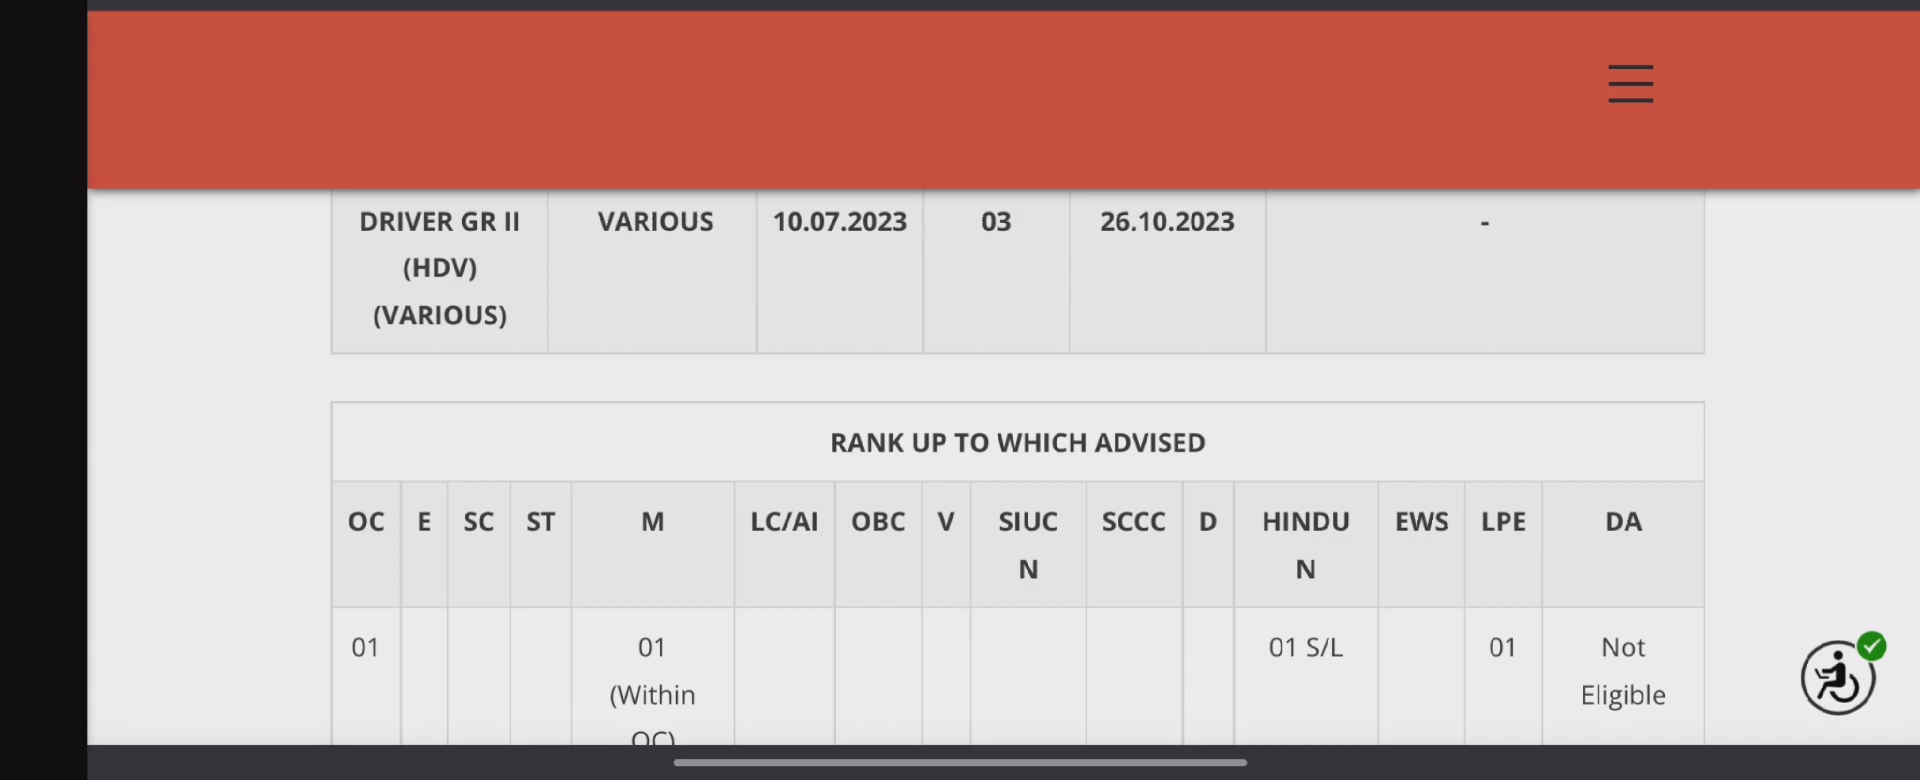 DRIVER GR II VARIOUS 10.07.2023 03 26.10.2023 -
(HDV)
(VARIOUS)
RANK UP TO WHICH ADVISED
OC E SC ST M LC/AI OBC V SIUC SCCC D HINDU EWS LPE DA
N N
01 01 01 S/L 01 Not
(Within Eligible
OC)